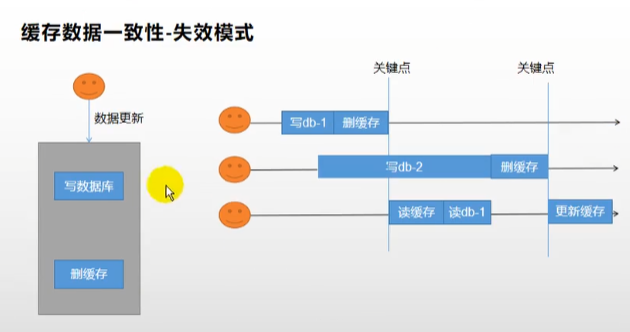 缓存数据一致性-失效模式
数据更新
写数据库
删缓存
关键点 关键点
写db-1 删缓存
写db-2 删缓存
读缓存 读db-1 更新缓存